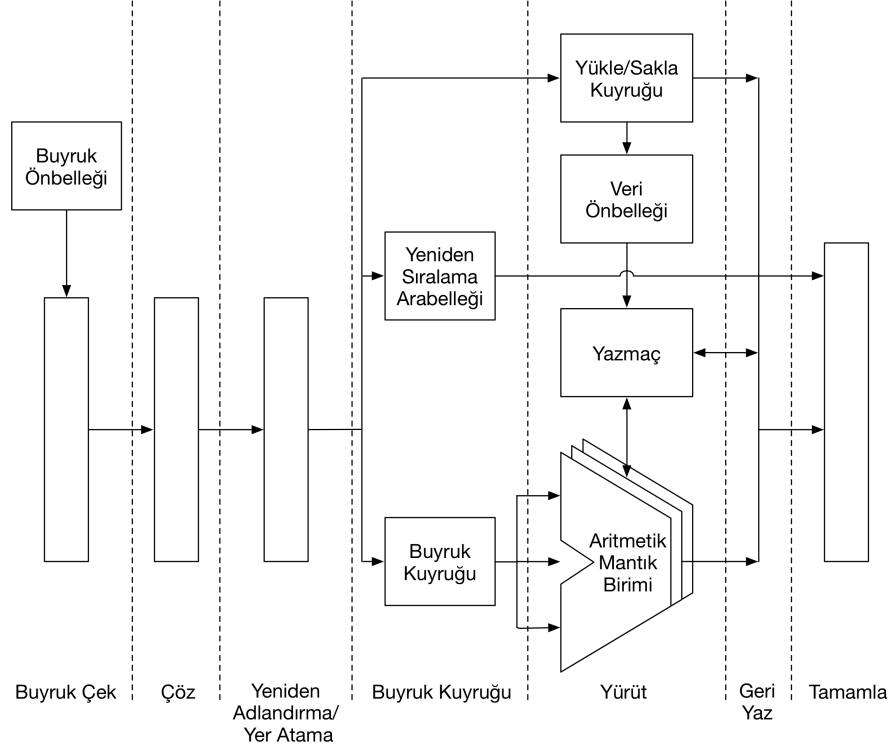 Yükle/Sakla
Kuyruğu
Buyruk
Önbelleği
Veri
Önbelleği
Yeniden
Sıralama
Arabelleği
Yazmaç
Buyruk
Kuyruğu
Aritmetik
Mantık
Birimi
Buyruk Çek
Çöz
Yeniden
Adlandırma/
Yer Atama
Buyruk Kuyruğu
Yürüt
Geri
Yaz
Tamamla